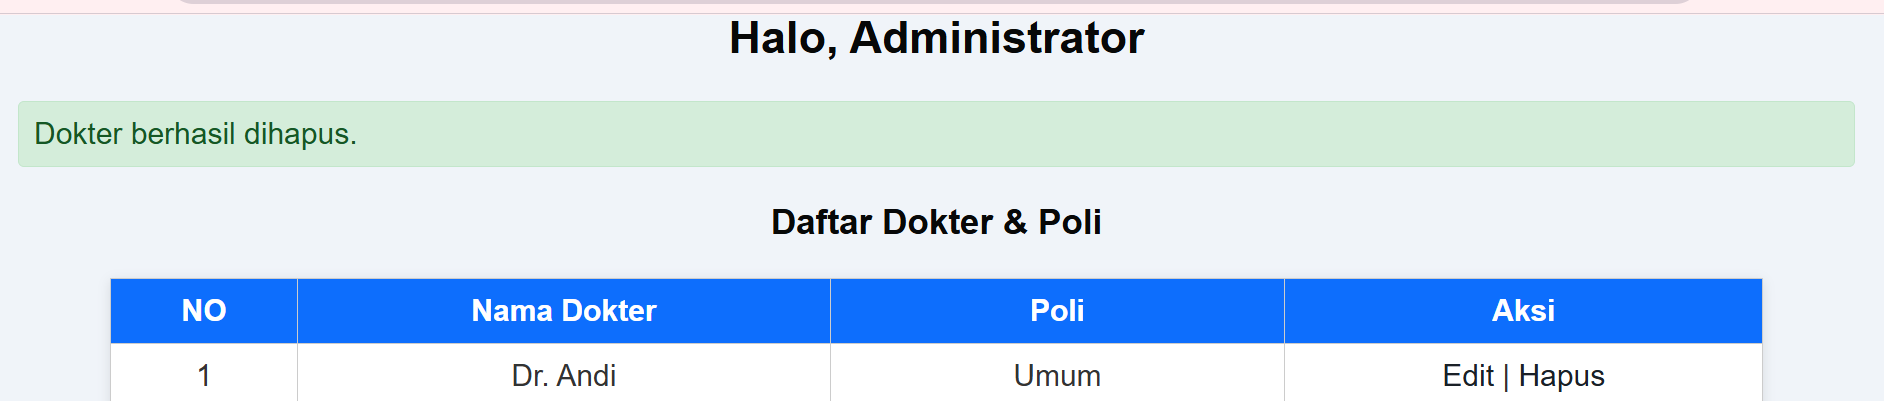 Halo, Administrator
Dokter berhasil dihapus.
Daftar Dokter & Poli
NO Nama Dokter Poli Aksi
1 Dr. Andi Umum Edit | Hapus